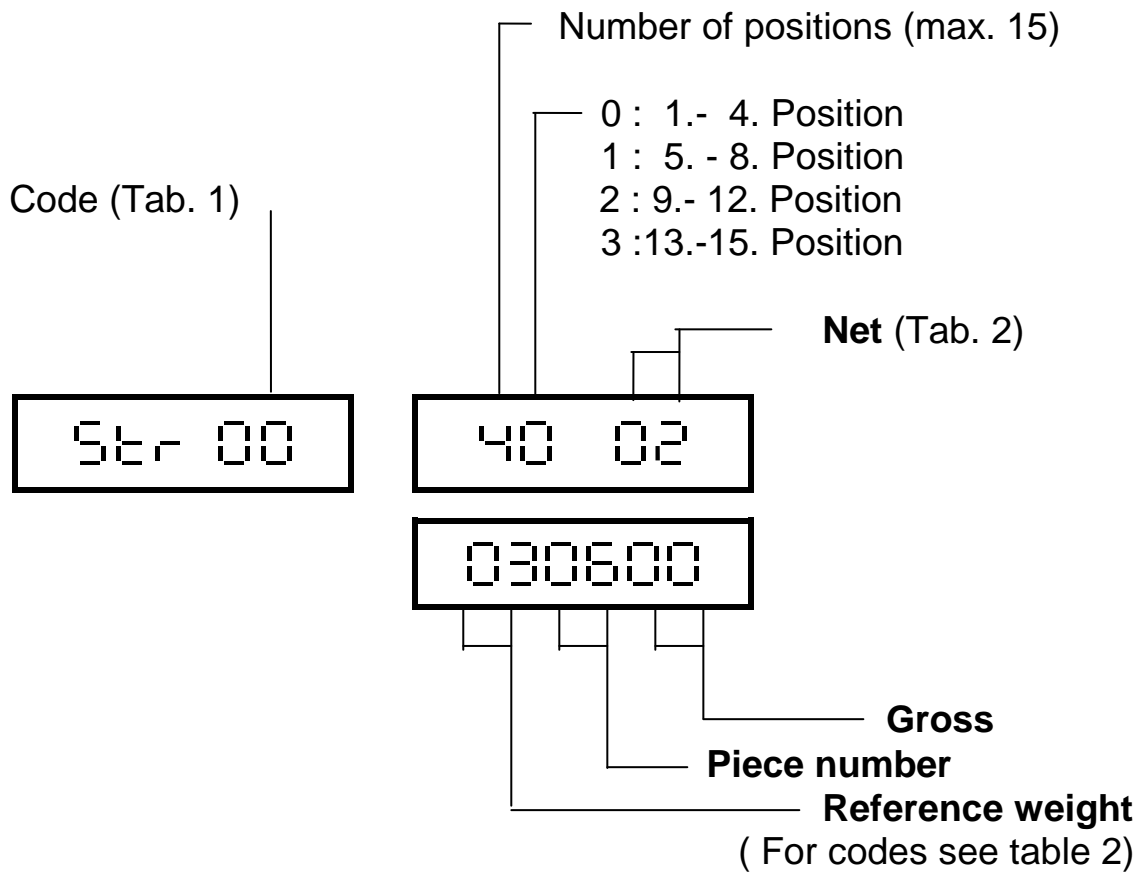 Number of positions (max. 15)
0 : 1.- 4. Position
1 : 5. - 8. Position
Code (Tab. 1)
2 : 9.- 12. Position
3 :13.-15. Position
Net (Tab. 2)
Str 00
40 02
030600
Gross
Piece number
Reference weight
( For codes see table 2)